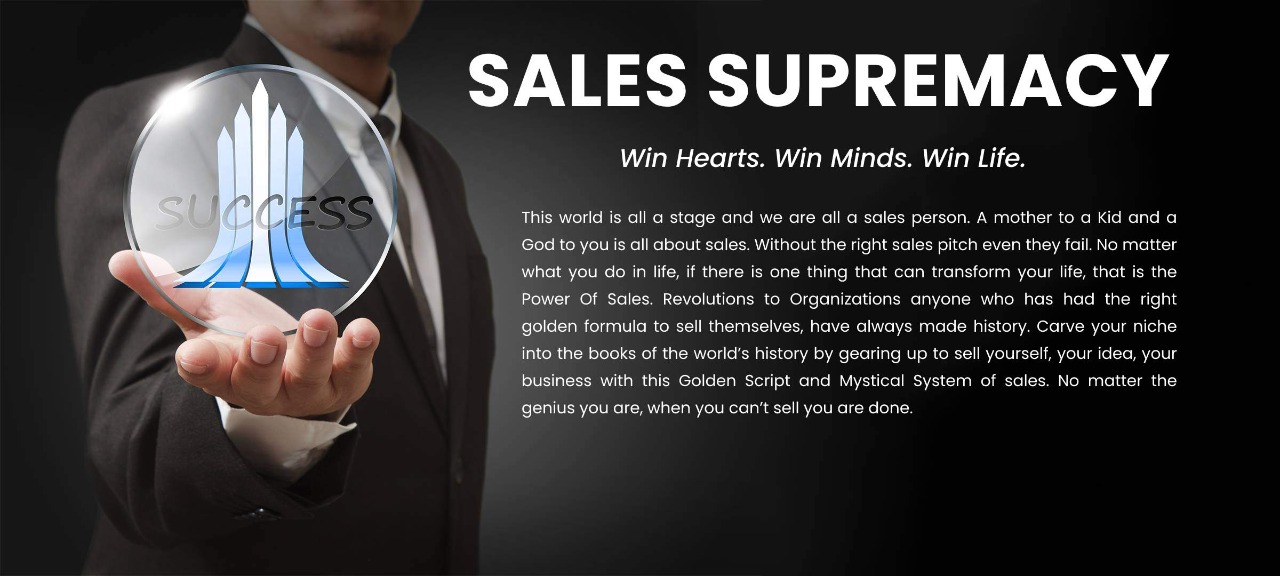 SALES SUPREMACY
Win Hearts. Win Minds. Win Life.
SUCCESS
This world is all a stage and we are all a sales person. A mother to a Kid and a
God to you is all about sales. Without the right sales pitch even they fail. No matter
what you do in life, if there is one thing that can transform your life, that is the
Power Of Sales. Revolutions to Organizations anyone who has had the right
golden formula to sell themselves, have always made history. Carve your niche
into the books of the world’s history by gearing up to sell yourself, your idea, your
business with this Golden Script and Mystical System of sales. No matter the
genius you are, when you can’t sell you are done.